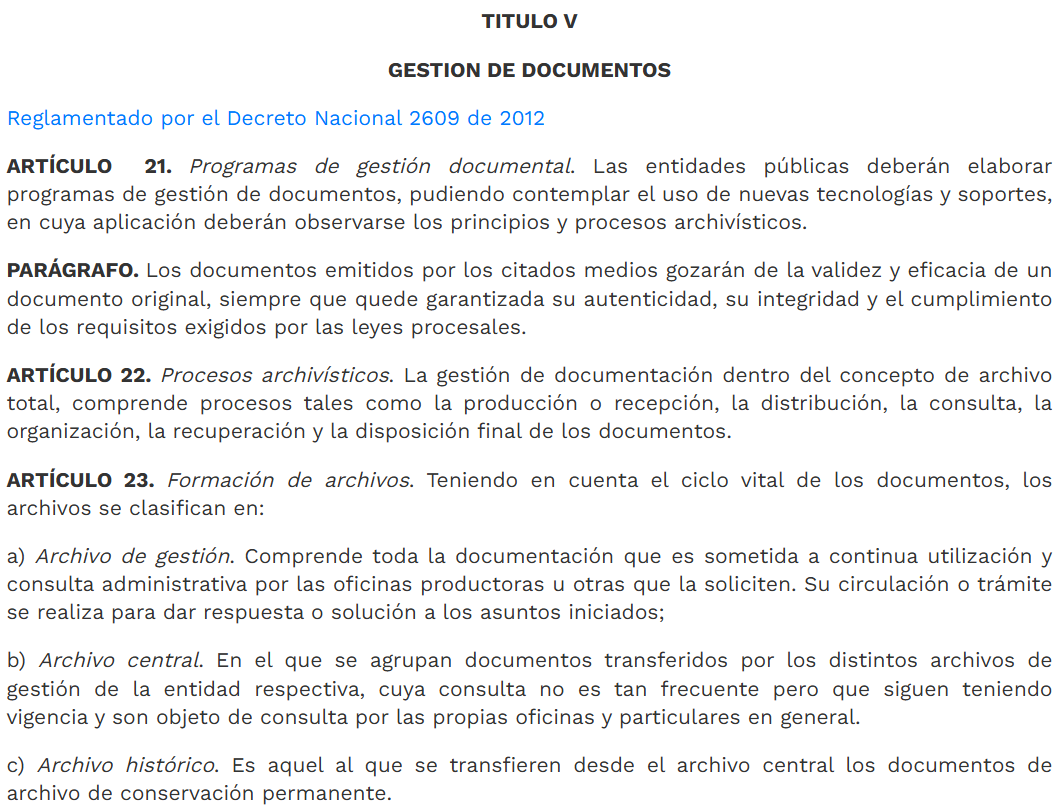 TITULO V
GESTION DE DOCUMENTOS
Reglamentado por el Decreto Nacional 2609 de 2012
ARTÍCULO 21. Programas de gestión documental. Las entidades públicas deberán elaborar
programas de gestión de documentos, pudiendo contemplar el uso de nuevas tecnologías y soportes,
en cuya aplicación deberán observarse los principios y procesos archivísticos.
PARÁGRAFO. Los documentos emitidos por los citados medios gozarán de la validez y eficacia de un
documento original, siempre que quede garantizada su autenticidad, su integridad y el cumplimiento
de los requisitos exigidos por las leyes procesales.
ARTÍCULO 22. Procesos archivísticos. La gestión de documentación dentro del concepto de archivo
total, comprende procesos tales como la producción o recepción, la distribución, la consulta, la
organización, la recuperación y la disposición final de los documentos.
ARTÍCULO 23. Formación de archivos. Teniendo en cuenta el ciclo vital de los documentos, los
archivos se clasifican en:
a) Archivo de gestión. Comprende toda la documentación que es sometida a continua utilización y
consulta administrativa por las oficinas productoras u otras que la soliciten. Su circulación o trámite
se realiza para dar respuesta o solución a los asuntos iniciados;
b) Archivo central. En el que se agrupan documentos transferidos por los distintos archivos de
gestión de la entidad respectiva, cuya consulta no es tan frecuente pero que siguen teniendo
vigencia y son objeto de consulta por las propias oficinas y particulares en general.
c) Archivo histórico. Es aquel al que se transfieren desde el archivo central los documentos de
archivo de conservación permanente.